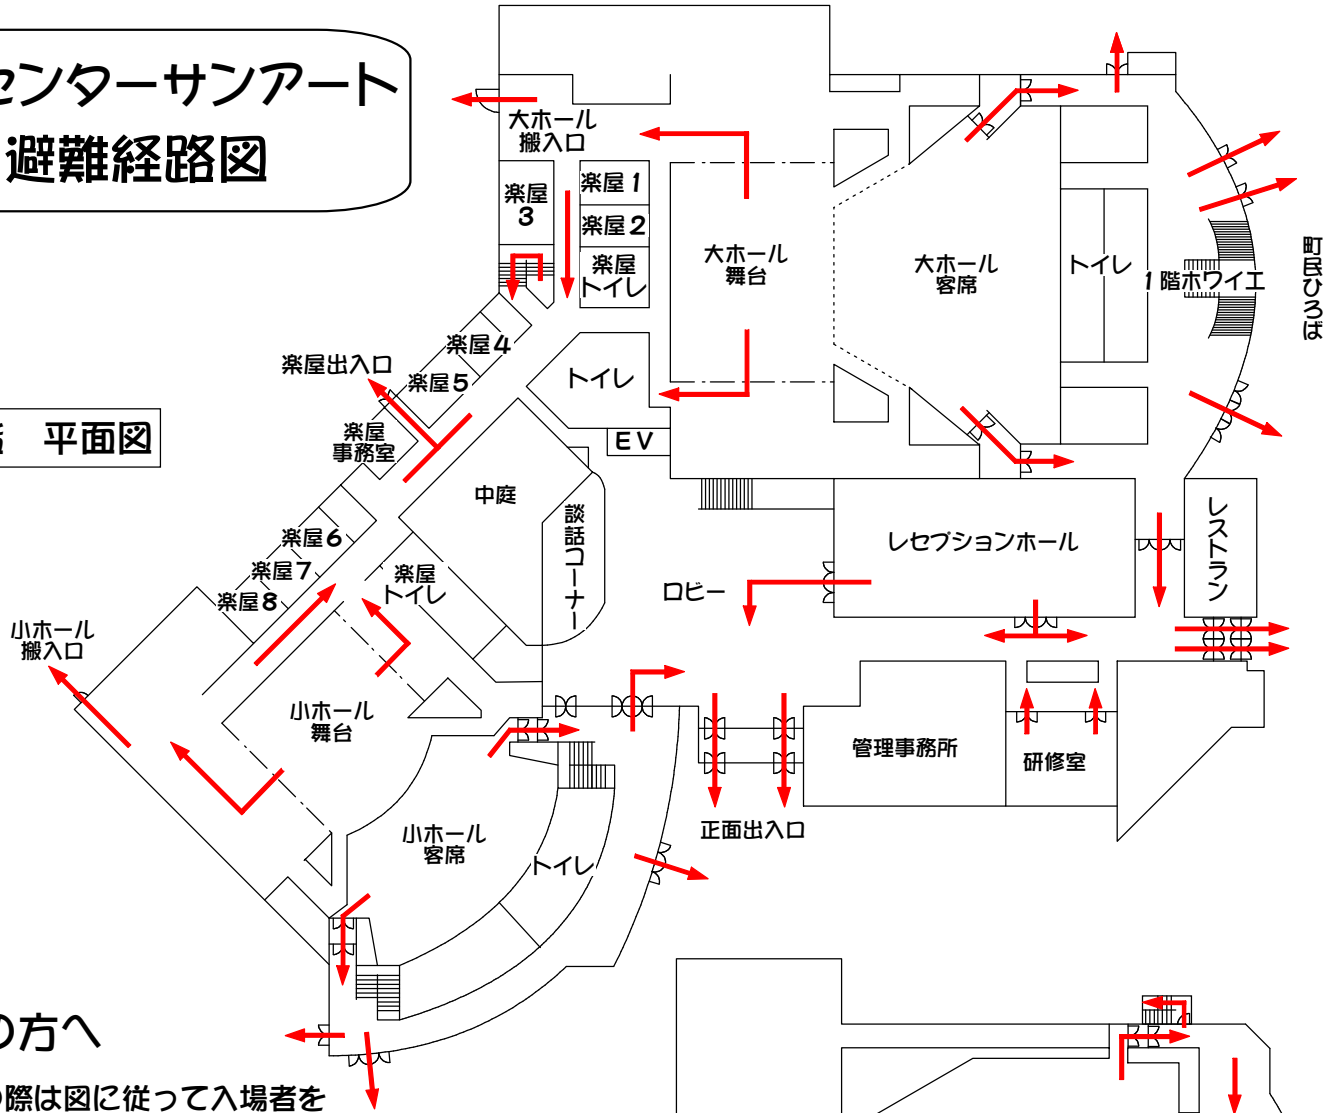 センターサンアート
避難経路図
平面図
大ホール
搬入口
楽屋
3
楽屋1
楽屋2
楽屋
トイレ
大ホール
舞台
大ホール
客席
トイレ
1階ホワイエ
町民ひろば
楽屋4
楽屋5
楽屋出入口
楽屋
事務室
トイレ
EV
中庭
談話コーナー
楽屋6
楽屋7
楽屋8
楽屋
トイレ
ロビー
レセプションホール
レストラン
小ホール
搬入口
小ホール
舞台
小ホール
客席
トイレ
管理事務所
研修室
正面出入口
の方へ
際は図に従って入場者を